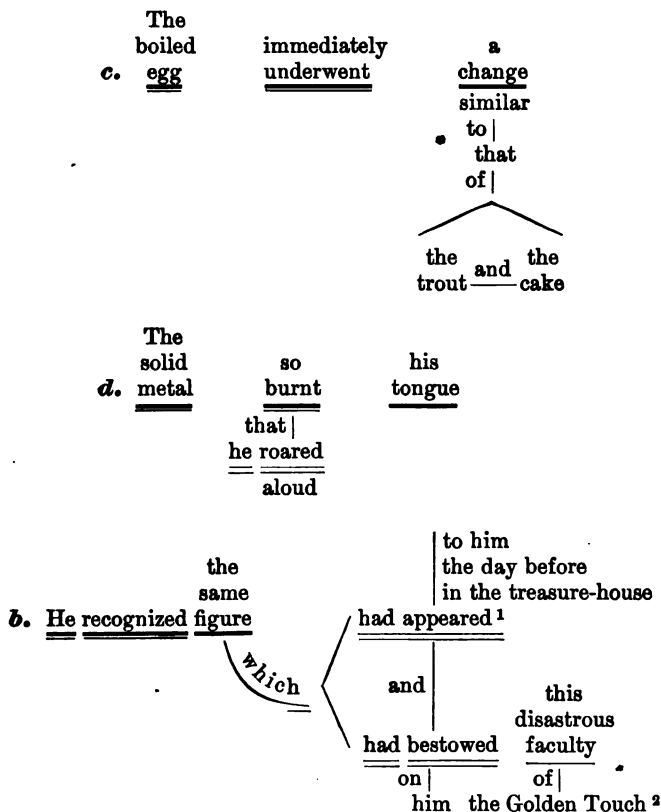 The
boiled immediately a
c. egg underwent change
similar
to
that
of
the the
trout and cake
The
solid so his
d. metal burnt tongue
that
he roared
aloud
to him
the the day before
same in the treasure-house
b. He recognized figure had appeared 1
which
and this
disastrous
had bestowed faculty
on of
him the Golden Touch 2